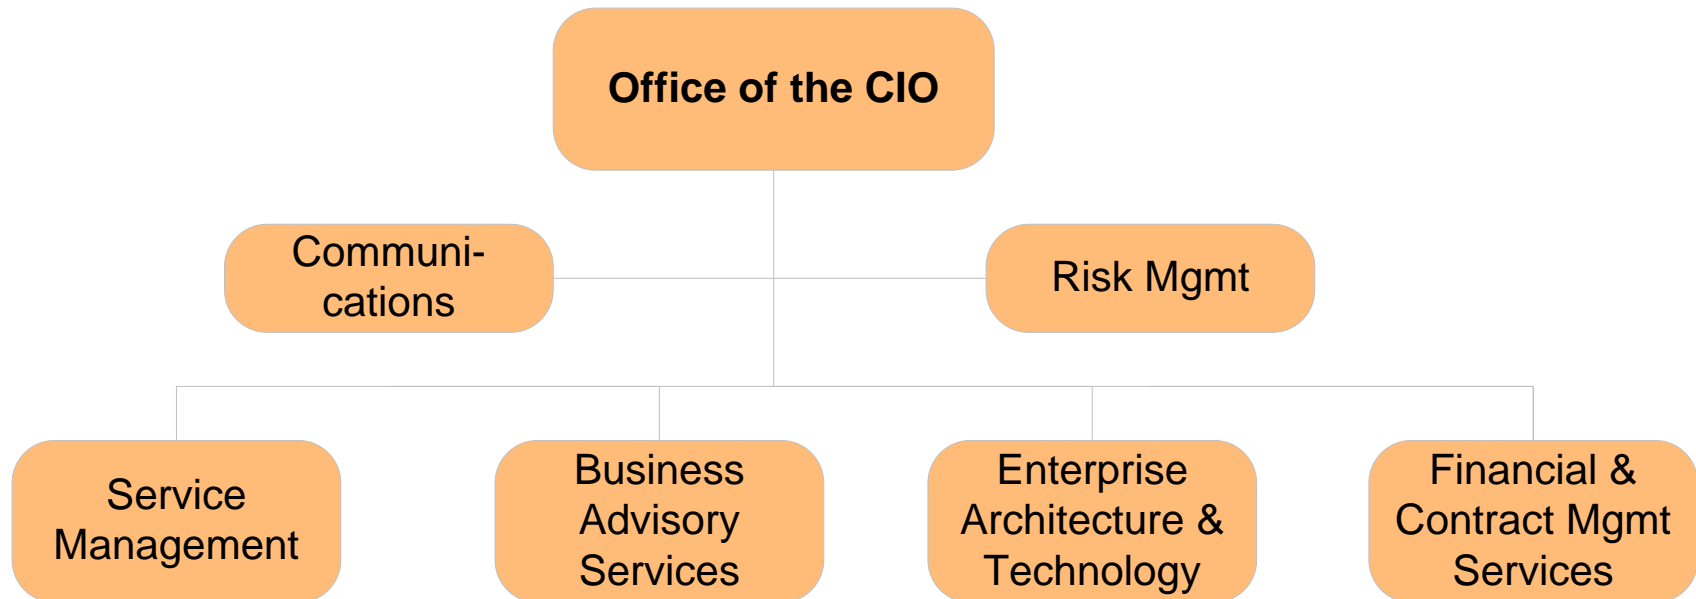 Office of the CIO
Communi-
cations
Risk Mgmt
Service
Management
Business
Advisory
Services
Enterprise
Architecture &
Technology
Financial &
Contract Mgmt
Services